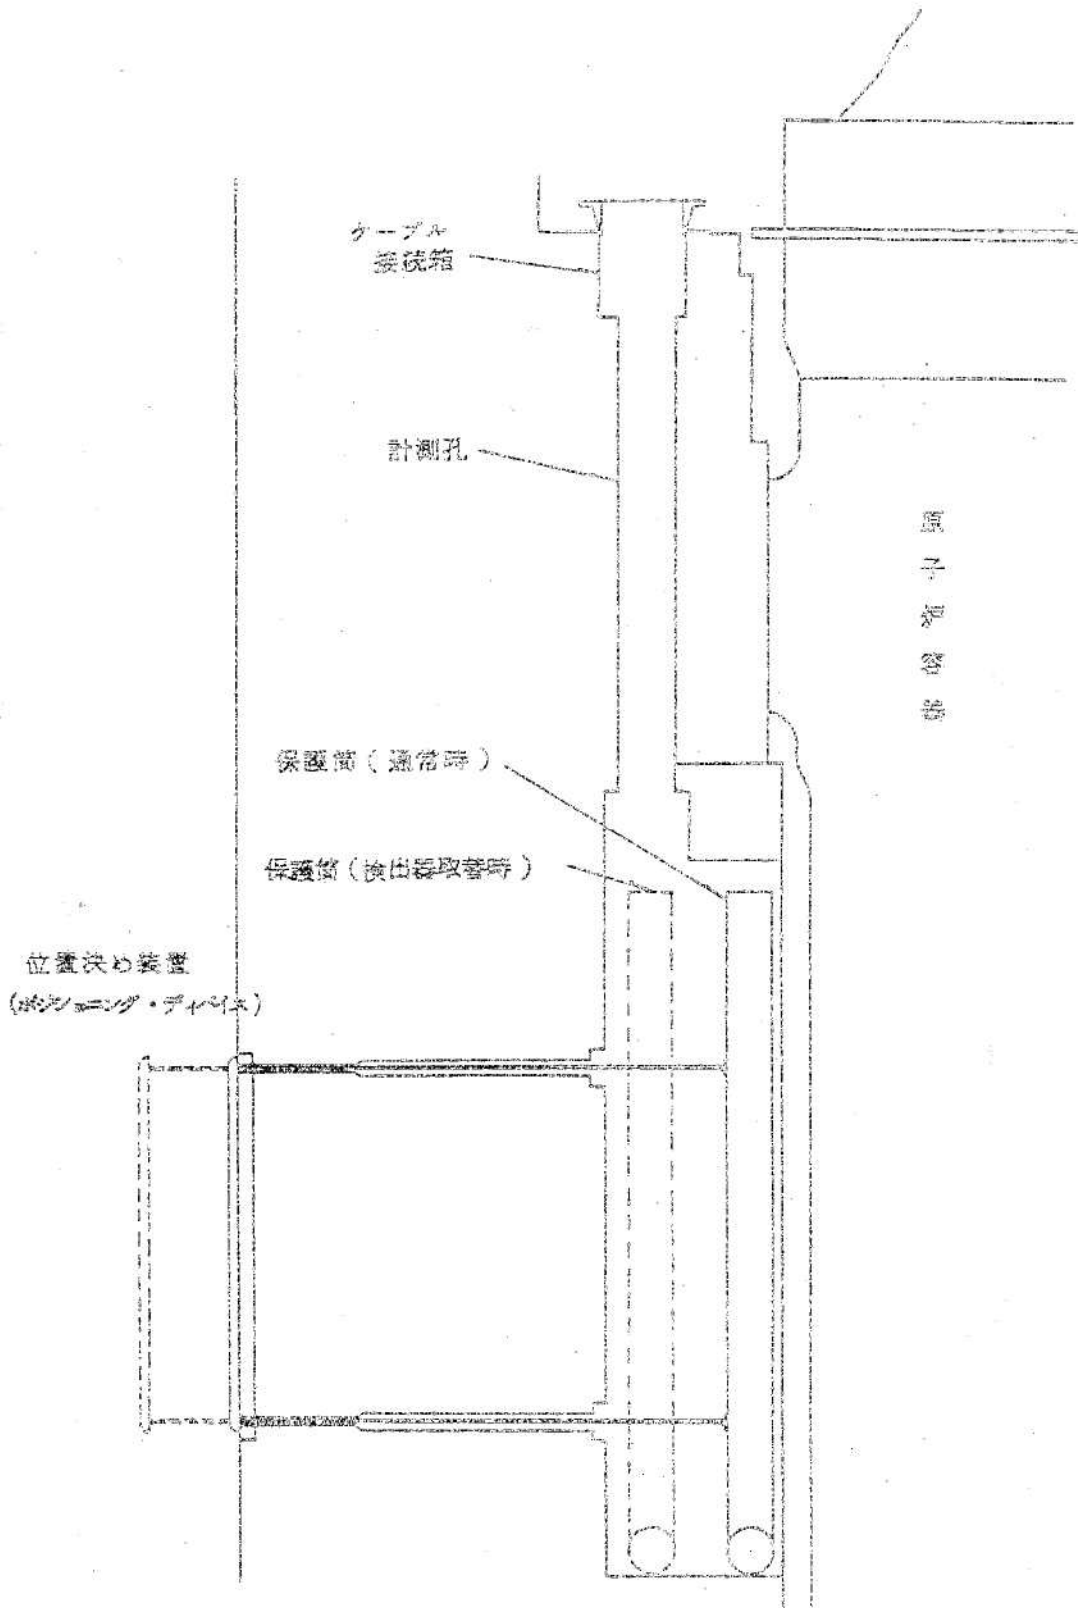 ケーブル
接続箱
計測孔
原子炉容器
保護筒（通常時）
保護筒（検出器取替時）
位置決め装置
（ポジショニング・ディバイス）